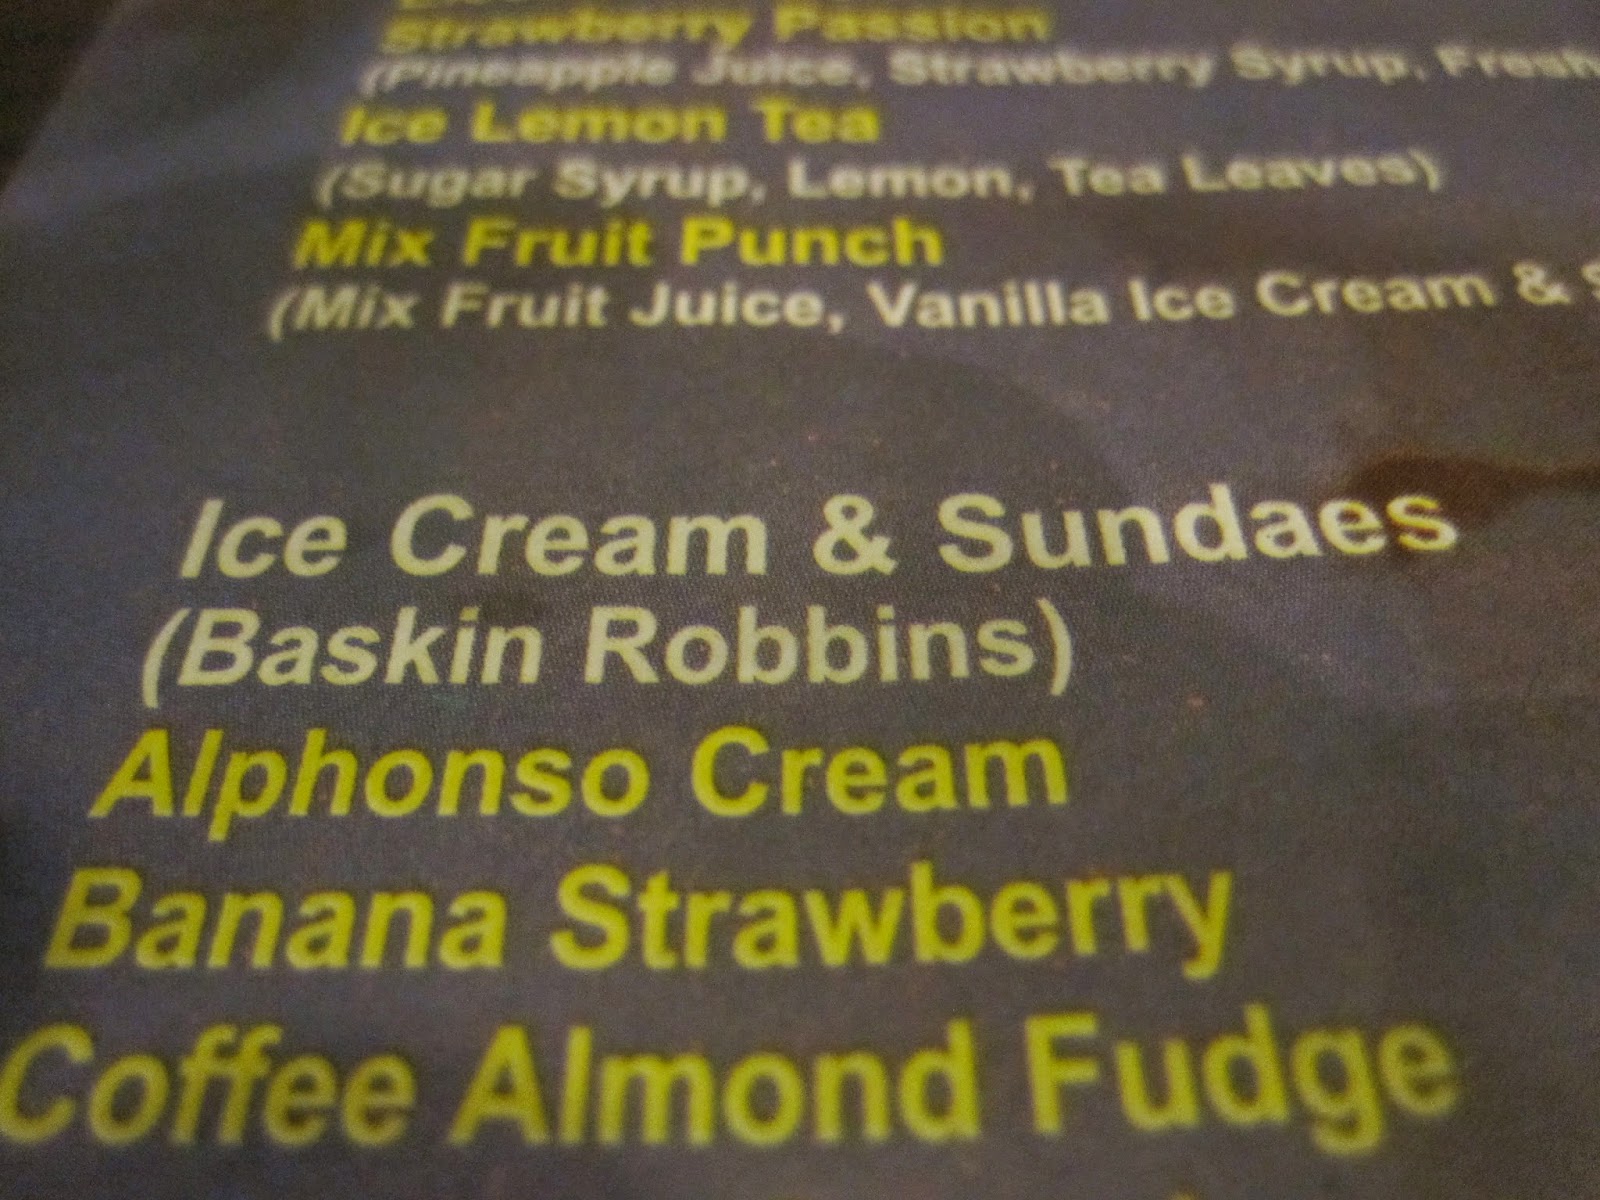 Strawberry Passion
(Pineapple Juice, Strawberry Syrup, Fresh
Ice Lemon Tea
(Sugar Syrup, Lemon, Tea Leaves)
Mix Fruit Punch
(Mix Fruit Juice, Vanilla Ice Cream &
Ice Cream & Sundaes
(Baskin Robbins)
Alphonso Cream
Banana Strawberry
Coffee Almond Fudge